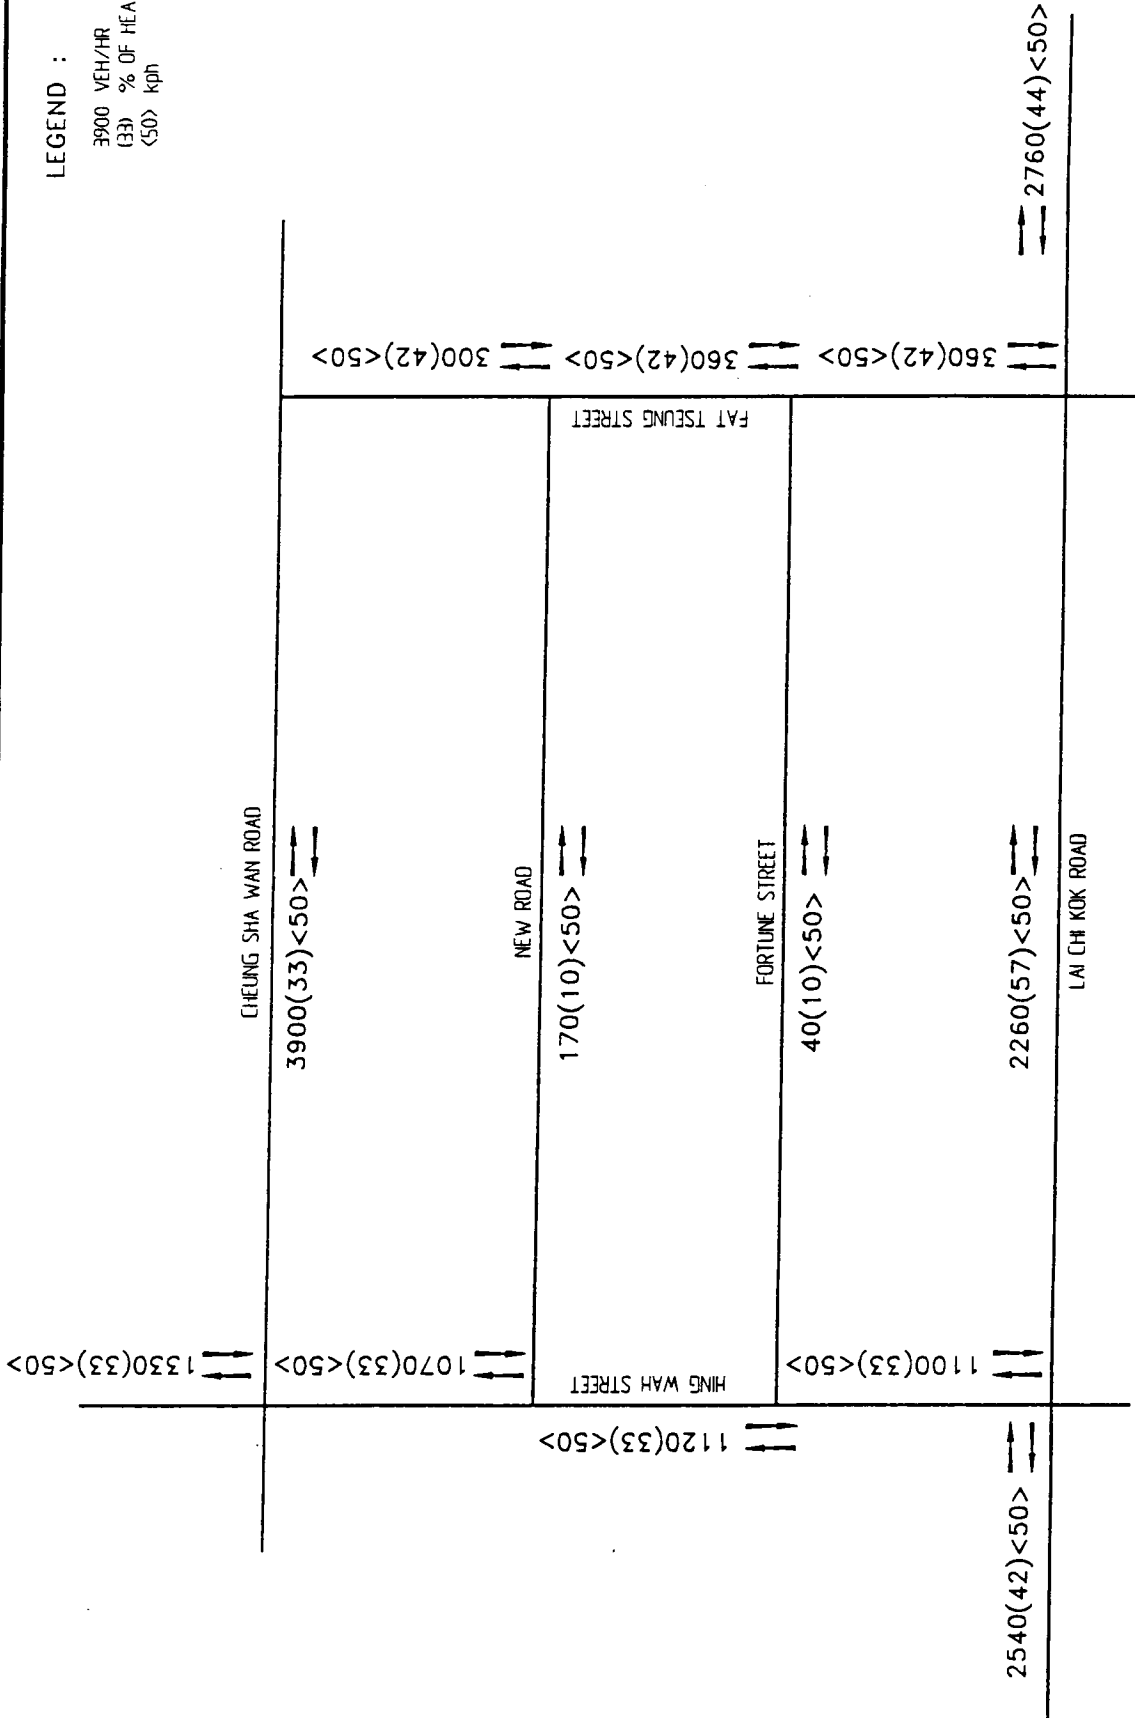 LEGEND :
3900 VEH/HR
(33) % OF HEA
<50> kph
2760(44)<50>
300(42)<50>
360(42)<50>
360(42)<50>
FAT TSEUNG STREET
CHEUNG SHA WAN ROAD
3900(33)<50>
NEW ROAD
170(10)<50>
FORTUNE STREET
40(10)<50>
2260(57)<50>
LAI CHI KOK ROAD
1330(33)<50>
1070(33)<50>
1100(33)<50>
HING WAH STREET
1120(33)<50>
2540(42)<50>